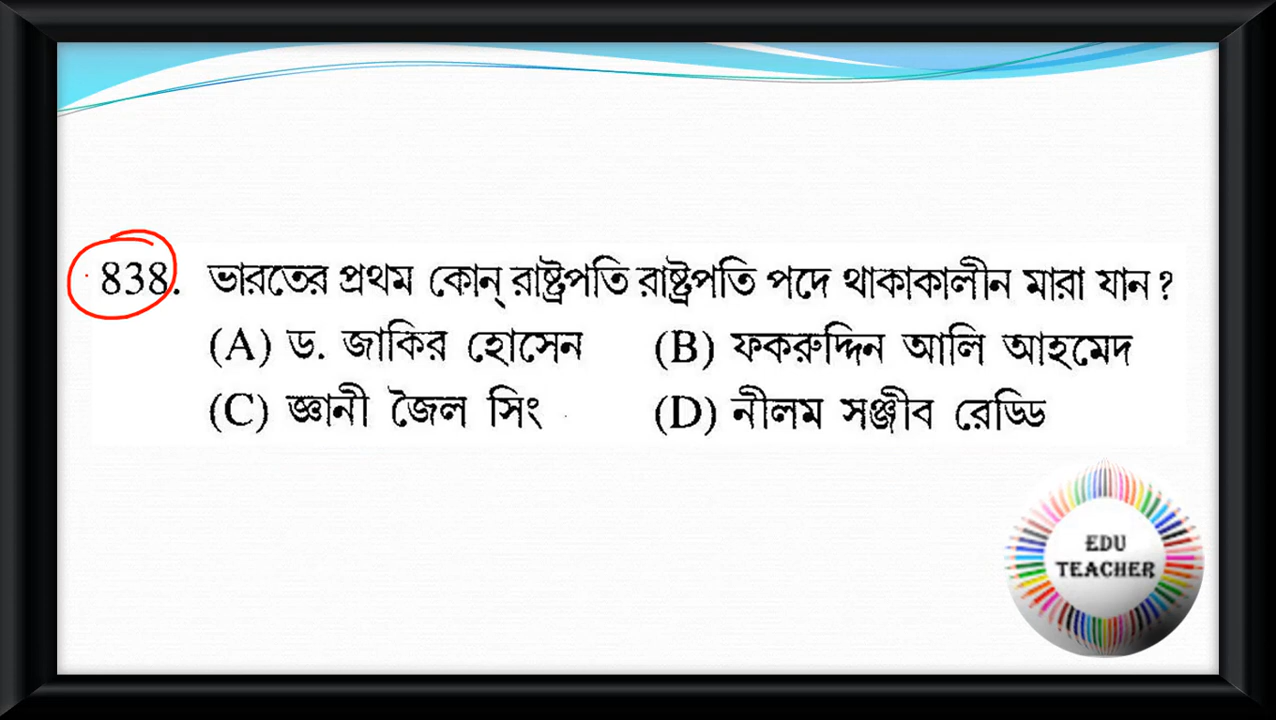 838. ভারতের প্রথম কোন্ রাষ্ট্রপতি রাষ্ট্রপতি পদে থাকাকালীন মারা যান ?
(A) ড. জাকির হোসেন (B) ফকরুদ্দিন আলি আহমেদ
(C) জ্ঞানী জৈল সিং (D) নীলম সঞ্জীব রেড্ডি
EDU
TEACHER